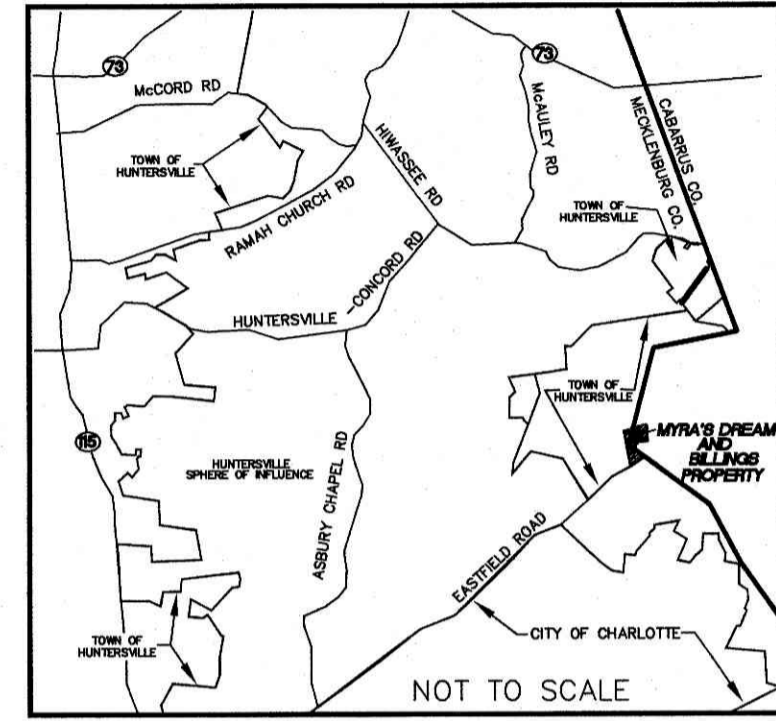 73
73
McCORD RD
TOWN OF
HUNTERSVILLE
RAMAH CHURCH RD
HIWASSEE RD
McAULEY RD
CABARRUS CO.
MECKLENBURG CO.
TOWN OF
HUNTERSVILLE
HUNTERSVILLE
-CONCORD RD
TOWN OF
HUNTERSVILLE
115
MYRA'S DREAM
AND
BILLINGS
PROPERTY
HUNTERSVILLE
SPHERE OF INFLUENCE
ASBURY CHAPEL RD
EASTFIELD ROAD
TOWN OF
HUNTERSVILLE
CITY OF CHARLOTTE
NOT TO SCALE